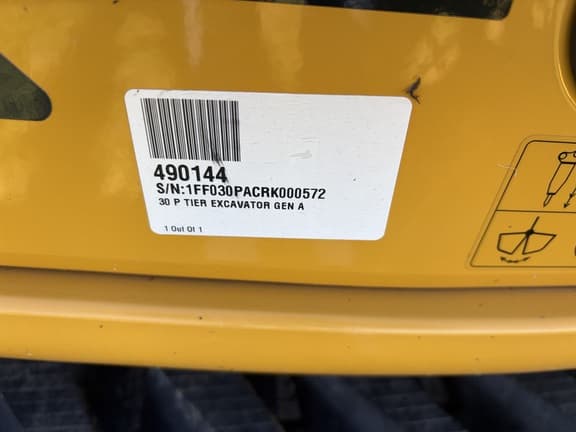 490144
S/N:1FF030PACRK000572
30 P TIER EXCAVATOR GEN A
1 Out Of 1